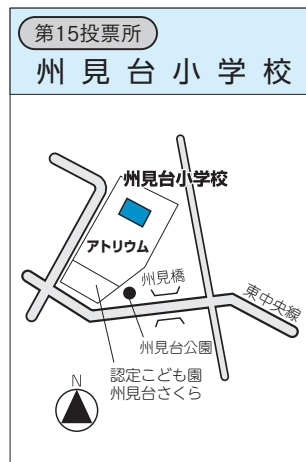 第15投票所
州見台小学校
州見台小学校
アトリウム
州見橋
東中央線
州見台公園
認定こども園
州見台さくら
N